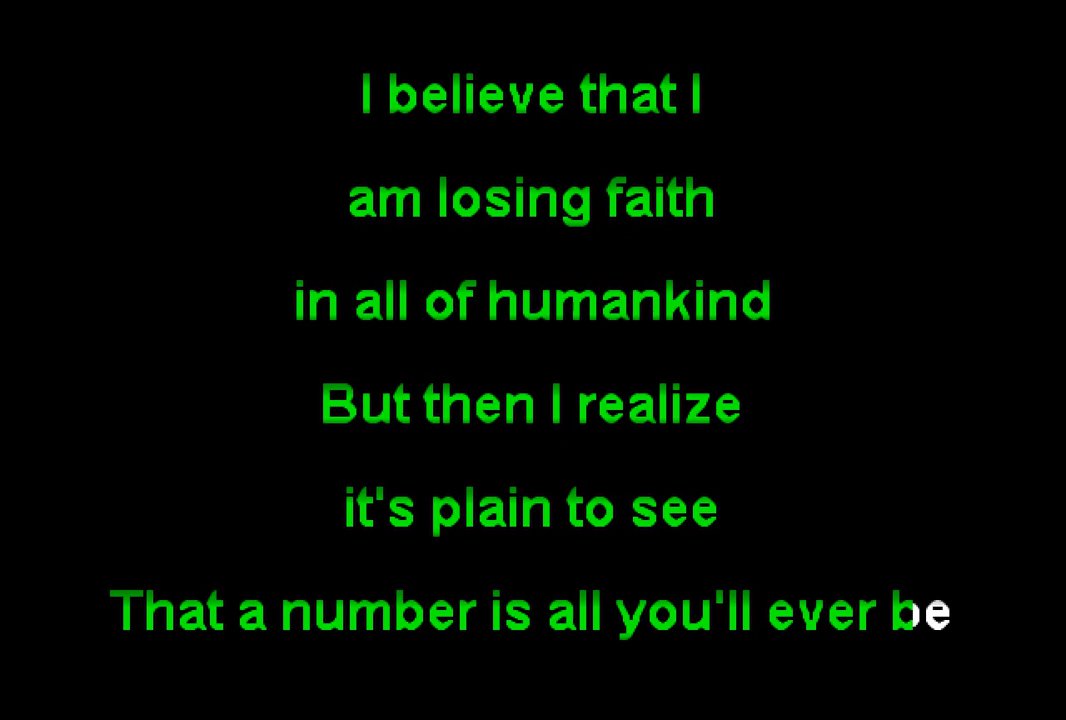 I believe that I
am losing faith
in all of humankind
But then I realize
it's plain to see
That a number is all you'll ever be